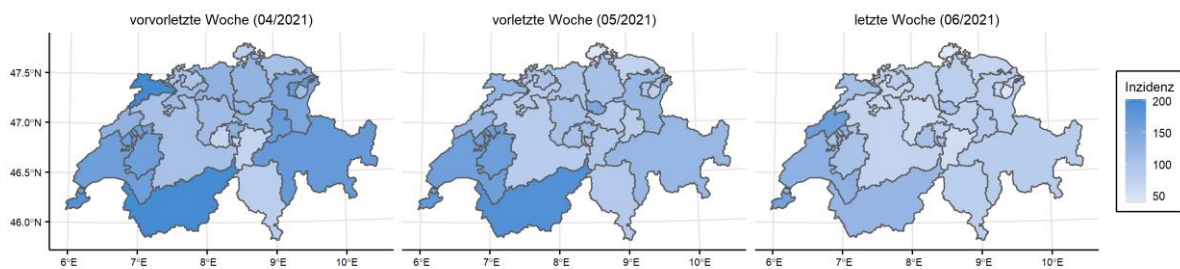 vorvorletzte Woche (04/2021)
vorletzte Woche (05/2021)
letzte Woche (06/2021)
47.5°N
47.0°N
46.5°N
46.0°N
Inzidenz
200
150
100
50
6°E 7°E 8°E 9°E 10°E
6°E 7°E 8°E 9°E 10°E
6°E 7°E 8°E 9°E 10°E